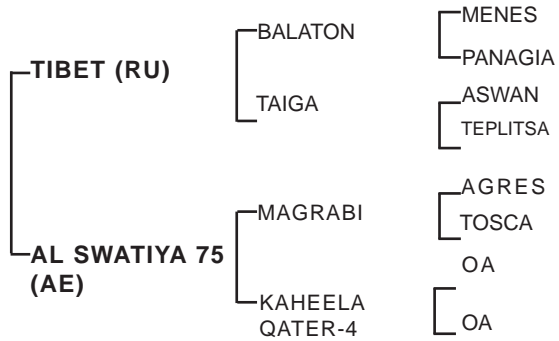 MENES
BALATON
PANAGIA
TIBET (RU)
ASWAN
TAIGA
TEPLITSA
AGRES
MAGRABI
TOSCA
AL SWATIYA 75
(AE)
OA
KAHEELA
QATER-4
OA